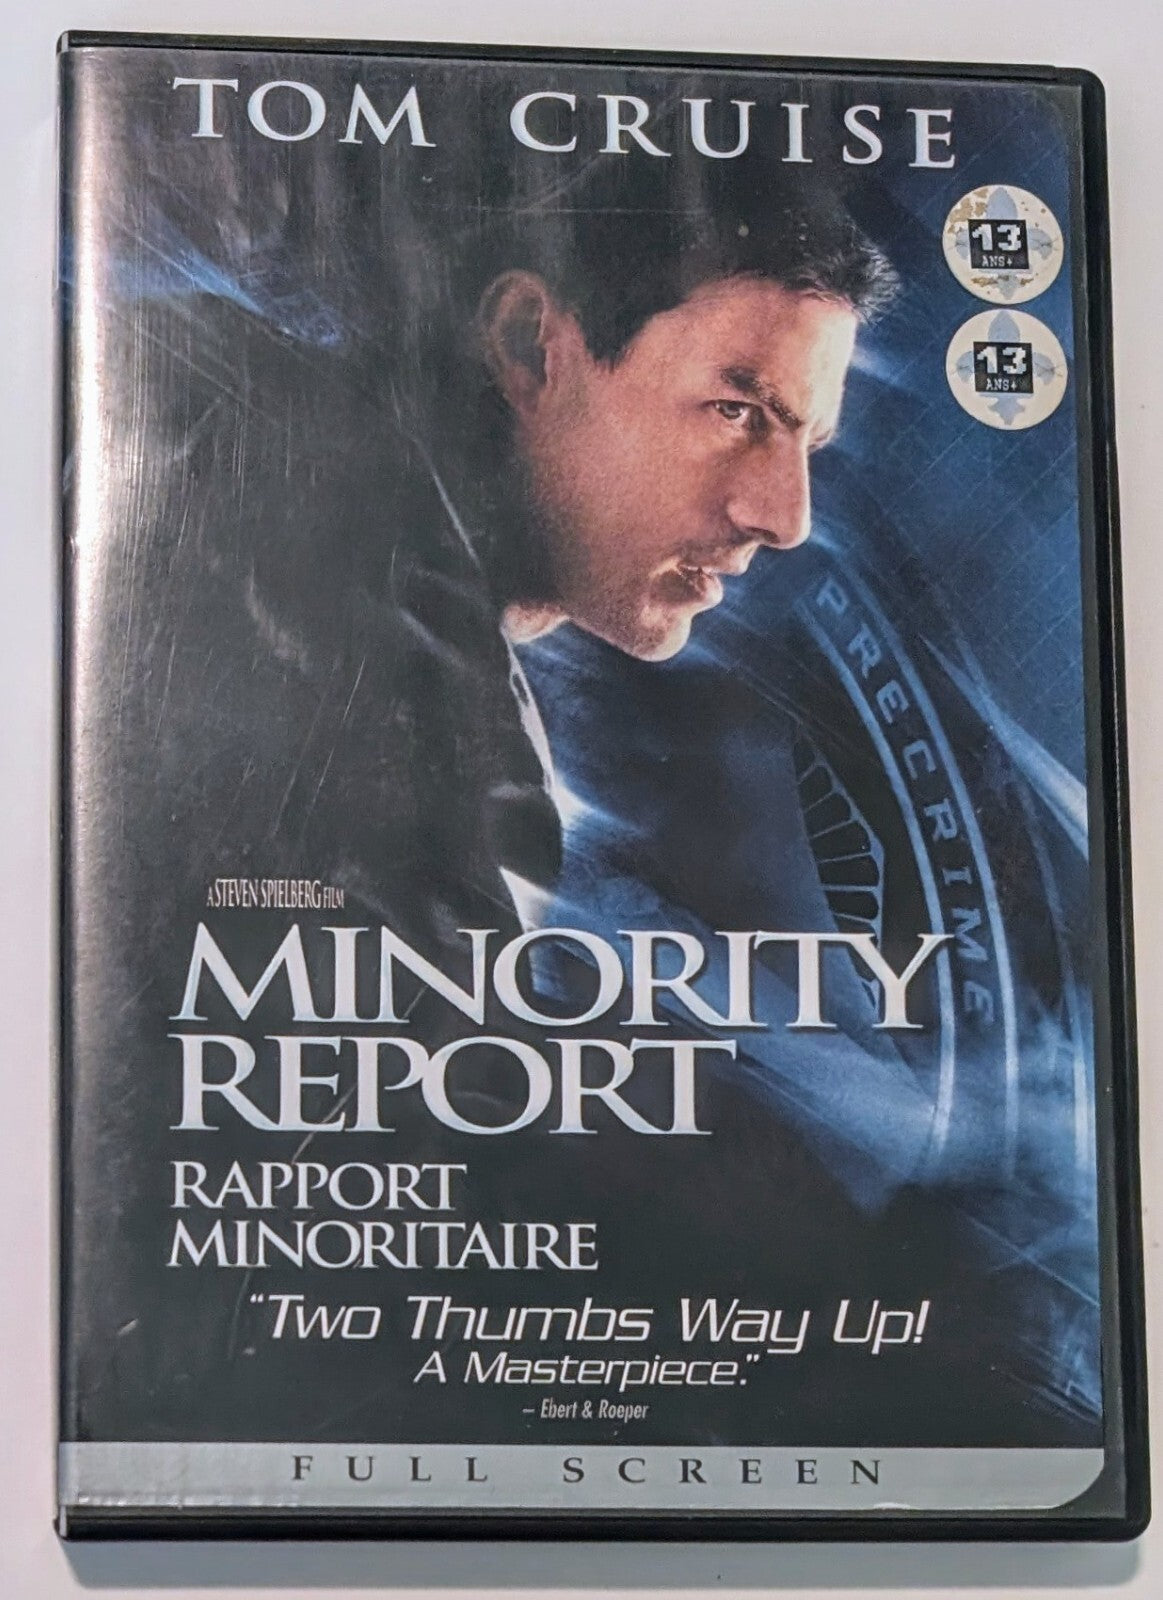 TOM CRUISE
13
ANS+
13
ANS+
PRECRIME
A STEVEN SPIELBERG FILM
MINORITY
REPORT
RAPPORT
MINORITAIRE
"Two Thumbs Way Up!
A Masterpiece."
– Ebert & Roeper
FULL SCREEN